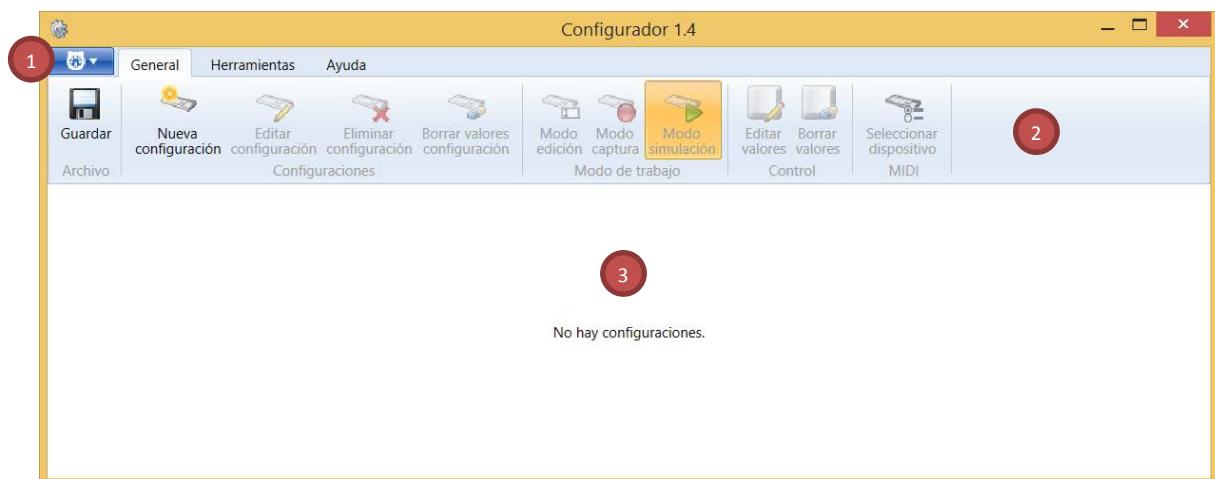 Configurador 1.4
1
General Herramientas Ayuda
Guardar
Nueva
configuración
Editar
configuración
Eliminar
configuración
Borrar valores
configuración
Modo
edición
Modo
captura
Modo
simulación
Editar
valores
Borrar
valores
Seleccionar
dispositivo
2
Archivo Configuraciones Modo de trabajo Control MIDI
3
No hay configuraciones.